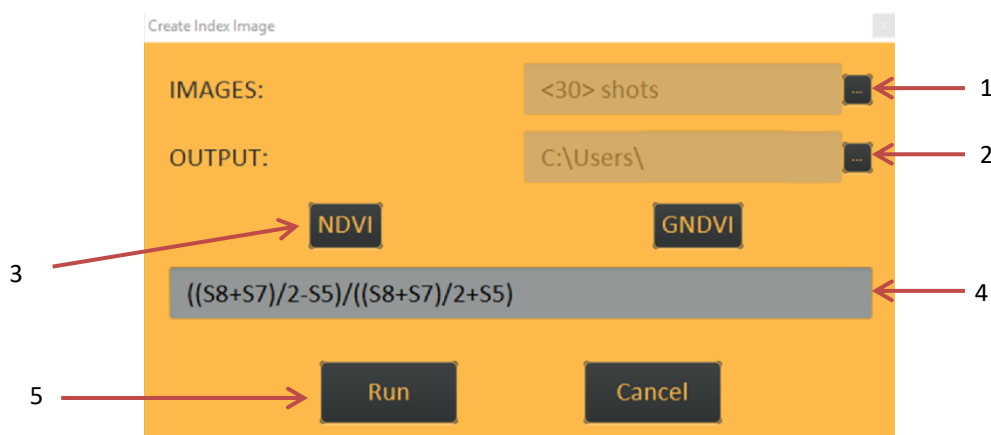 Create Index Image x
IMAGES: <30> shots ... 1
OUTPUT: C:\Users\ ... 2
NDVI GNDVI
3
((S8+S7)/2-S5)/((S8+S7)/2+S5) 4
5 Run Cancel